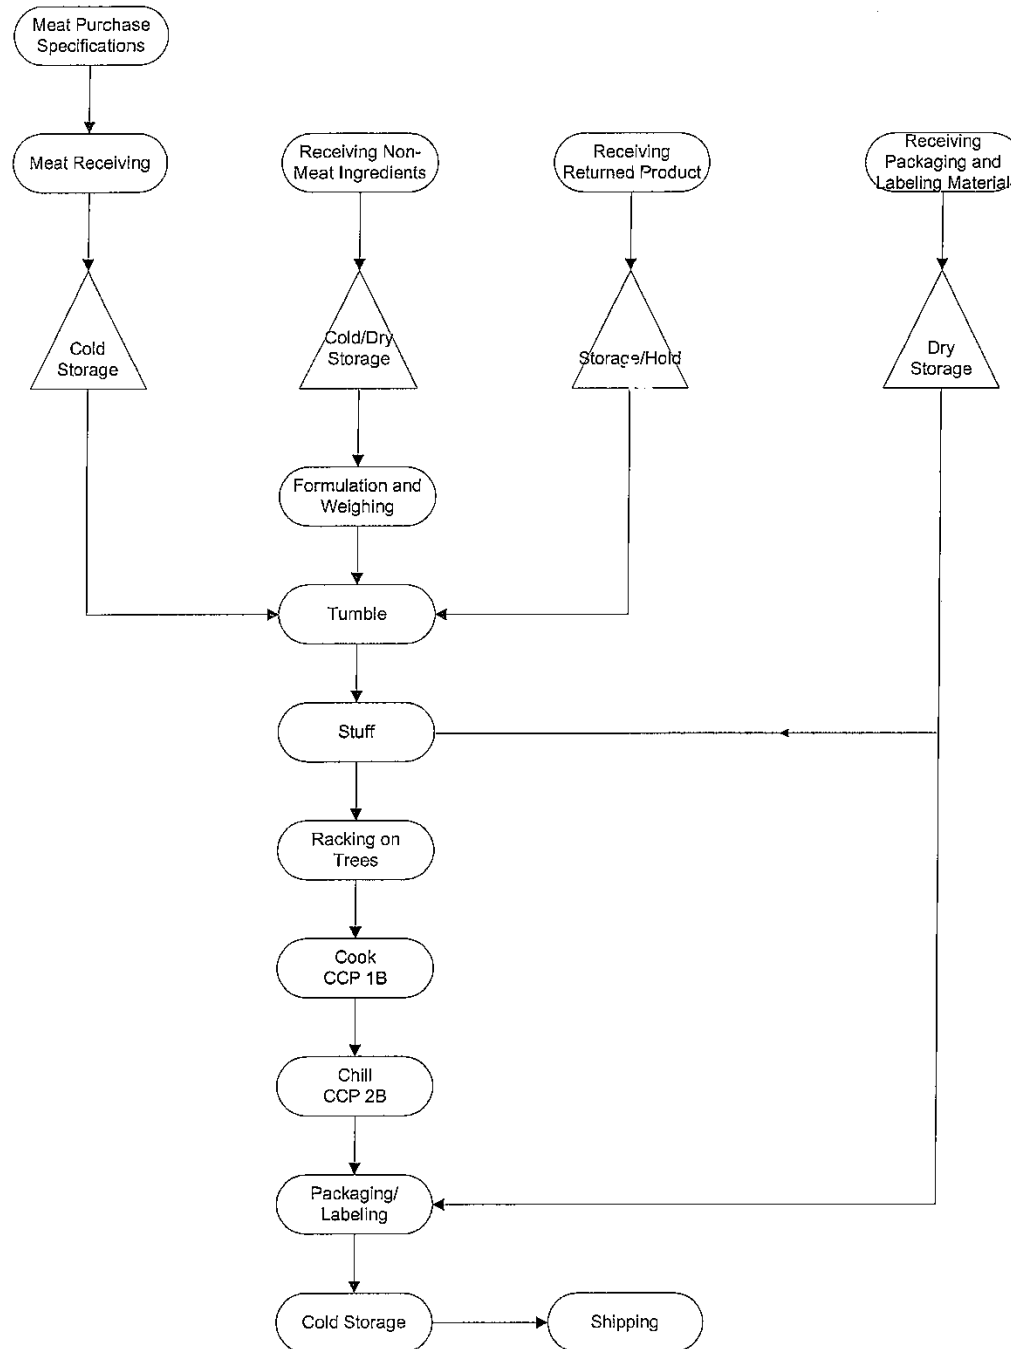 Meat Purchase
Specifications
Meat Receiving
Receiving Non-
Meat Ingredients
Receiving
Returned Product
Receiving
Packaging and
Labeling Material
Cold
Storage
Cold/Dry
Storage
Storage/Hold
Dry
Storage
Formulation and
Weighing
Tumble
Stuff
Racking on
Trees
Cook
CCP 1B
Chill
CCP 2B
Packaging/
Labeling
Cold Storage
Shipping